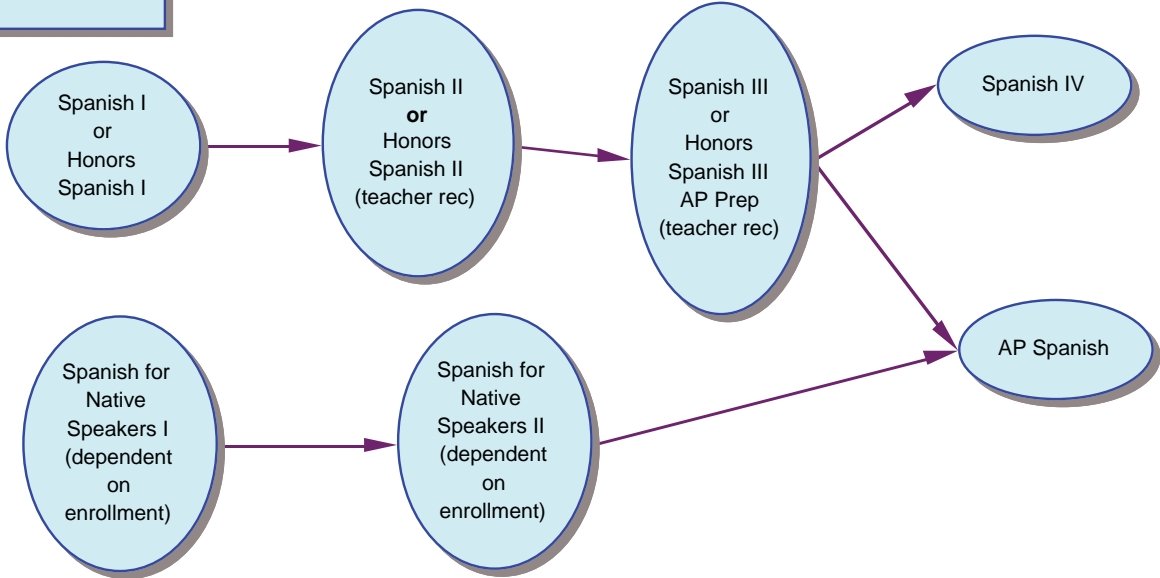 Spanish I
or
Honors
Spanish I
Spanish II
or
Honors
Spanish II
(teacher rec)
Spanish III
or
Honors
Spanish III
AP Prep
(teacher rec)
Spanish IV
AP Spanish
Spanish for
Native
Speakers I
(dependent
on
enrollment)
Spanish for
Native
Speakers II
(dependent
on
enrollment)